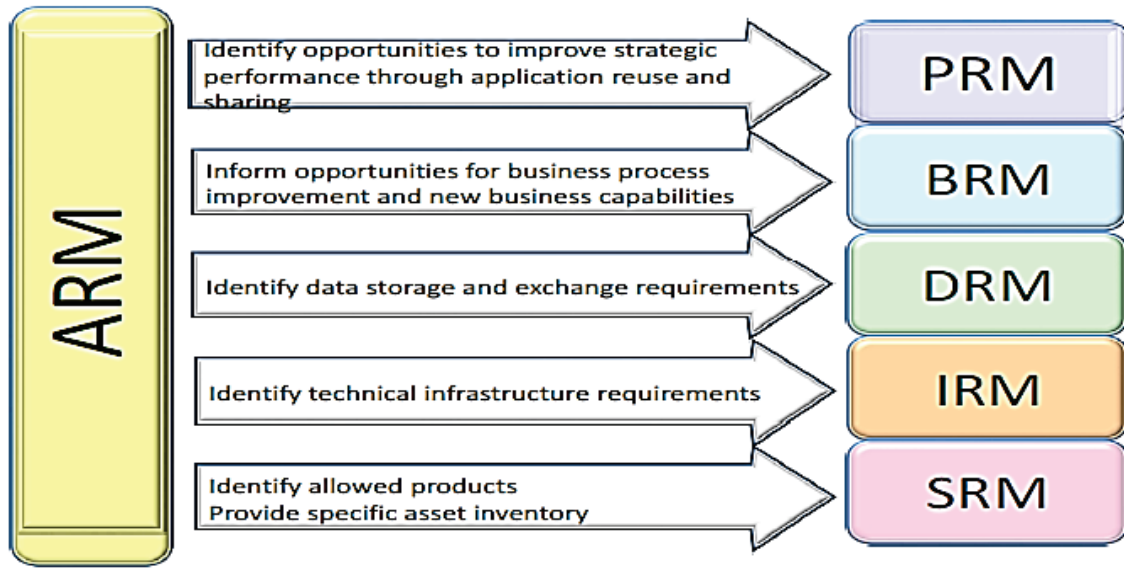 ARM
Identify opportunities to improve strategic
performance through application reuse and
sharing
PRM
Inform opportunities for business process
improvement and new business capabilities
BRM
Identify data storage and exchange requirements
DRM
Identify technical infrastructure requirements
IRM
Identify allowed products
Provide specific asset inventory
SRM